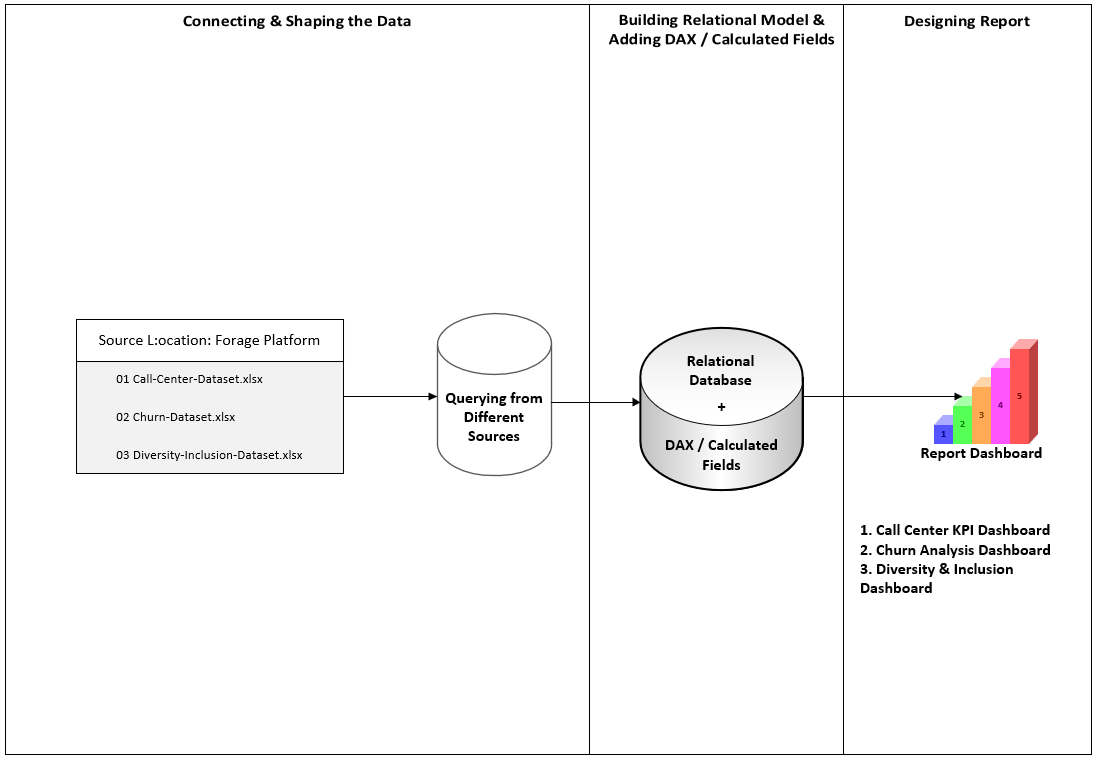 Connecting & Shaping the Data
Building Relational Model &
Adding DAX / Calculated Fields
Designing Report
Source L:ocation: Forage Platform
01 Call-Center-Dataset.xlsx
02 Churn-Dataset.xlsx
03 Diversity-Inclusion-Dataset.xlsx
Querying from
Different
Sources
Relational
Database
+
DAX / Calculated
Fields
1
2
3
4
5
Report Dashboard
1. Call Center KPI Dashboard
2. Churn Analysis Dashboard
3. Diversity & Inclusion
Dashboard